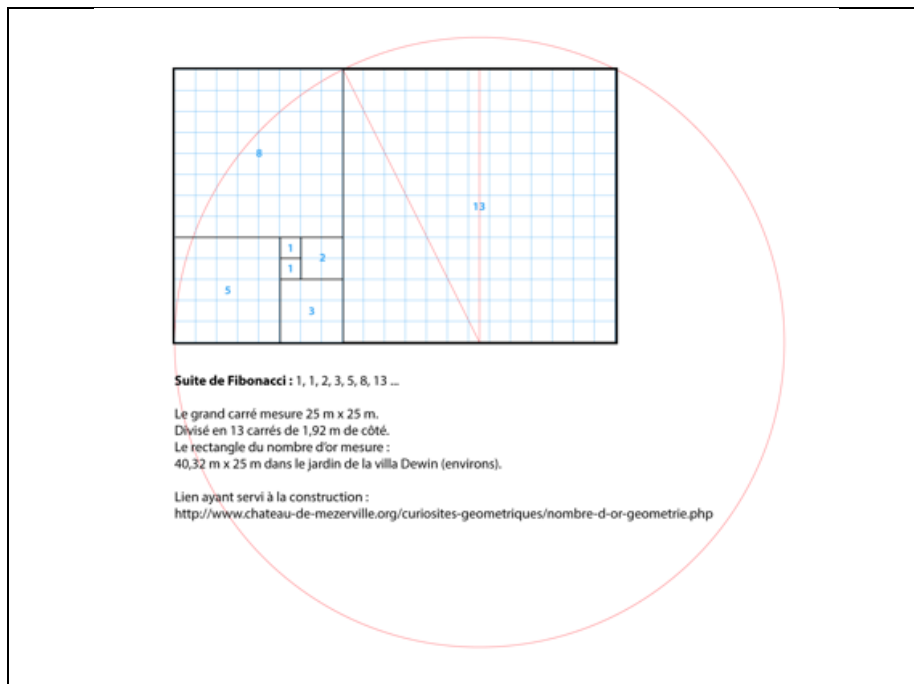 8
13
1
2
1
5
3
Suite de Fibonacci : 1, 1, 2, 3, 5, 8, 13 ...
Le grand carré mesure 25 m x 25 m.
Divisé en 13 carrés de 1,92 m de côté.
Le rectangle du nombre d'or mesure :
40,32 m x 25 m dans le jardin de la villa Dewin (environs).
Lien ayant servi à la construction :
http://www.chateau-de-mezerville.org/curiosites-geometriques/nombre-d-or-geometrie.php